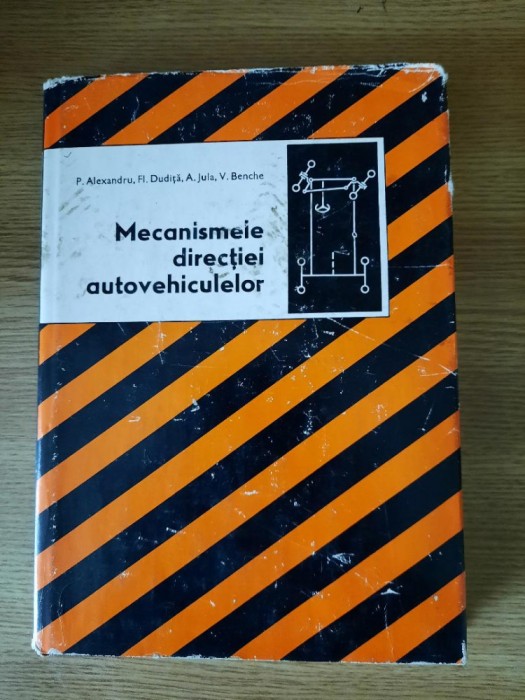 P. Alexandru, Fl. Dudiță, A. Jula, V. Benche
Mecanismele
direcției
autovehiculelor